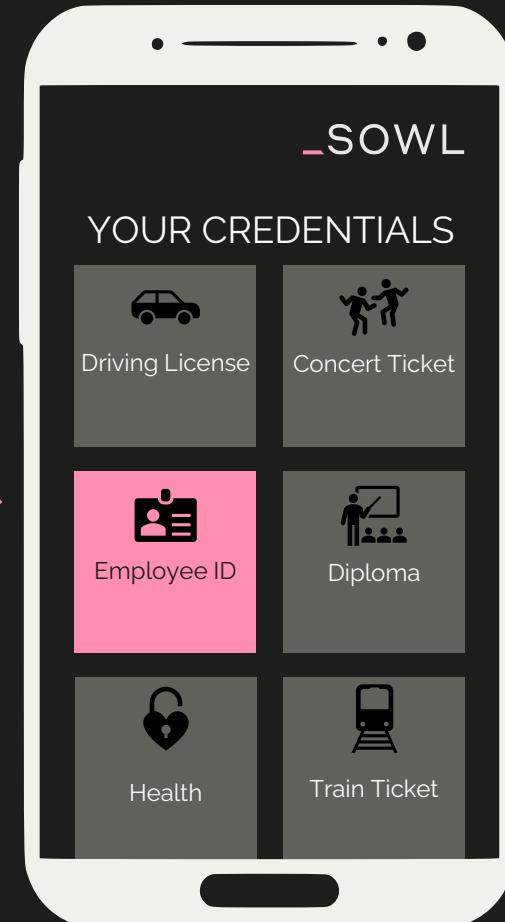 _SOWL
YOUR CREDENTIALS
Driving License
Concert Ticket
Employee ID
Diploma
Health
Train Ticket